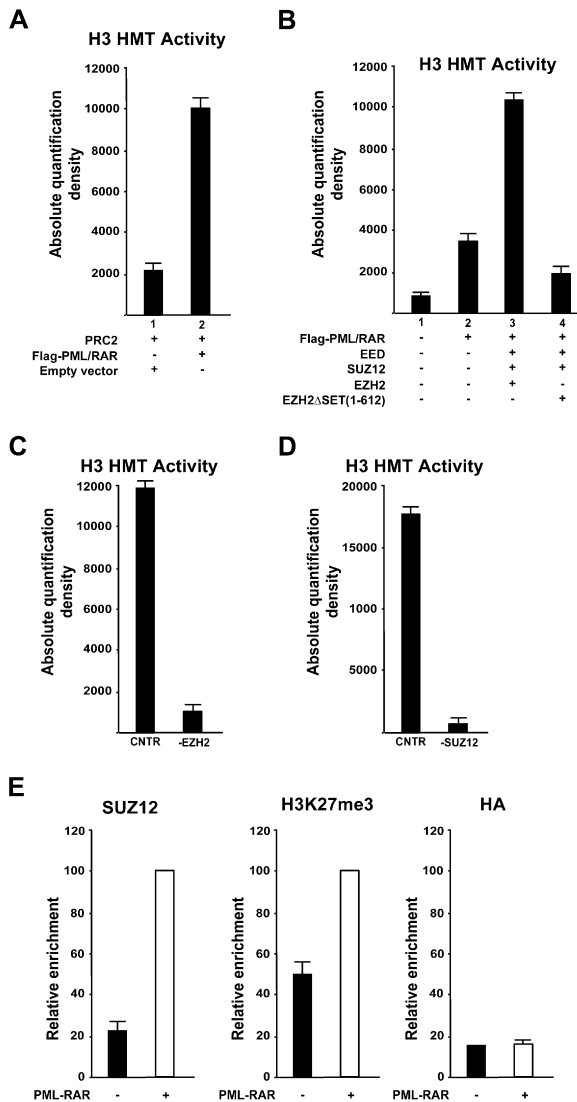 A
H3 HMT Activity
Absolute quantification
density
12000
10000
8000
6000
4000
2000
1 2
PRC2 + +
Flag-PML/RAR - +
Empty vector + -
B
H3 HMT Activity
Absolute quantification
density
12000
10000
8000
6000
4000
2000
1 2 3 4
Flag-PML/RAR - + + +
EED - - + +
SUZ12 - - + +
EZH2 - - + -
EZH2ΔSET(1-612) - - - +
C
H3 HMT Activity
Absolute quantification
density
12000
10000
8000
6000
4000
2000
CNTR -EZH2
D
H3 HMT Activity
Absolute quantification
density
20000
15000
10000
5000
CNTR -SUZ12
E
SUZ12
Relative enrichment
120
100
80
60
40
20
0
PML-RAR - +
H3K27me3
Relative enrichment
120
100
80
60
40
20
0
PML-RAR - +
HA
Relative enrichment
120
100
80
60
40
20
0
PML-RAR - +